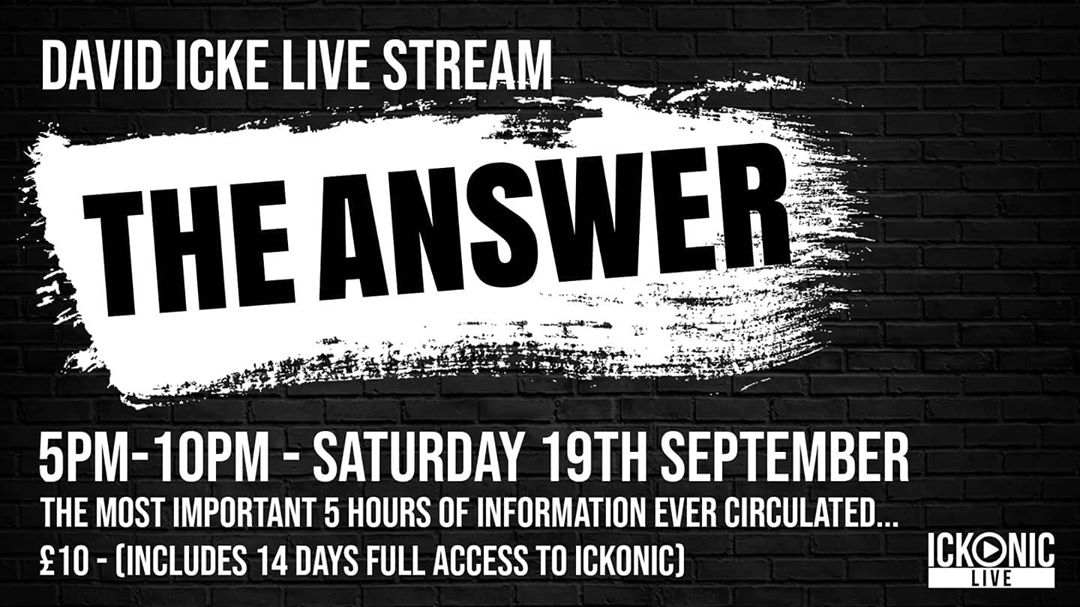 DAVID ICKE LIVE STREAM
THE ANSWER
5PM-10PM - SATURDAY 19TH SEPTEMBER
THE MOST IMPORTANT 5 HOURS OF INFORMATION EVER CIRCULATED...
£10 - (INCLUDES 14 DAYS FULL ACCESS TO ICKONIC)
ICKONIC
LIVE